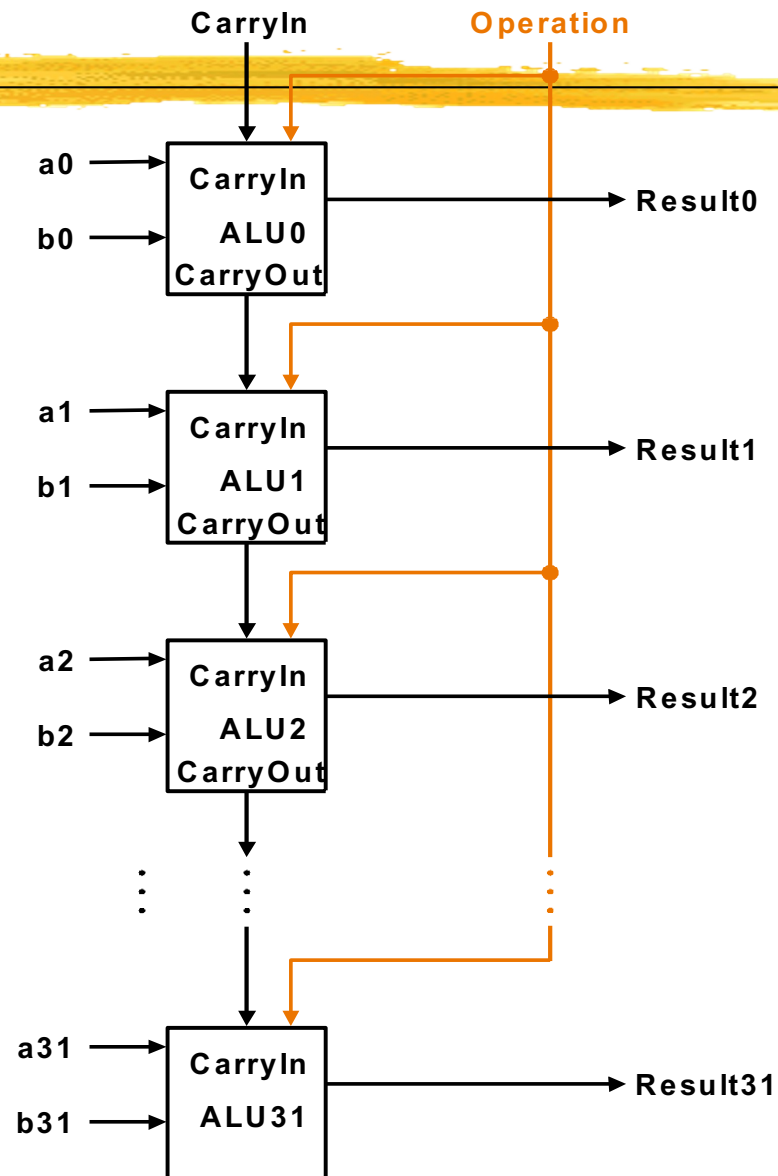 CarryIn
Operation
a0
CarryIn
Result0
b0
ALU0
CarryOut
a1
CarryIn
Result1
b1
ALU1
CarryOut
a2
CarryIn
Result2
b2
ALU2
CarryOut
a31
CarryIn
Result31
b31
ALU31